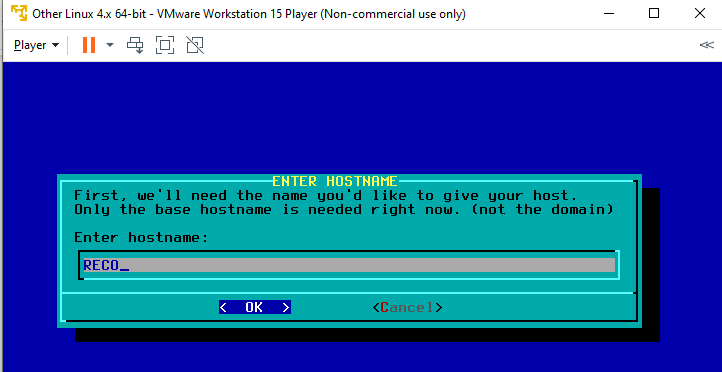 Other Linux 4.x 64-bit - VMware Workstation 15 Player (Non-commercial use only)
Player
ENTER HOSTNAME
First, we'll need the name you'd like to give your host.
Only the base hostname is needed right now. (not the domain)
Enter hostname:
RECO_
< OK > <Cancel>